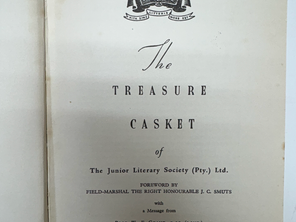 The
TREASURE
CASKET
of
The Junior Literary Society (Pty.) Ltd.
FOREWORD BY
FIELD-MARSHAL THE RIGHT HONOURABLE J. C. SMUTS
with
a Message from